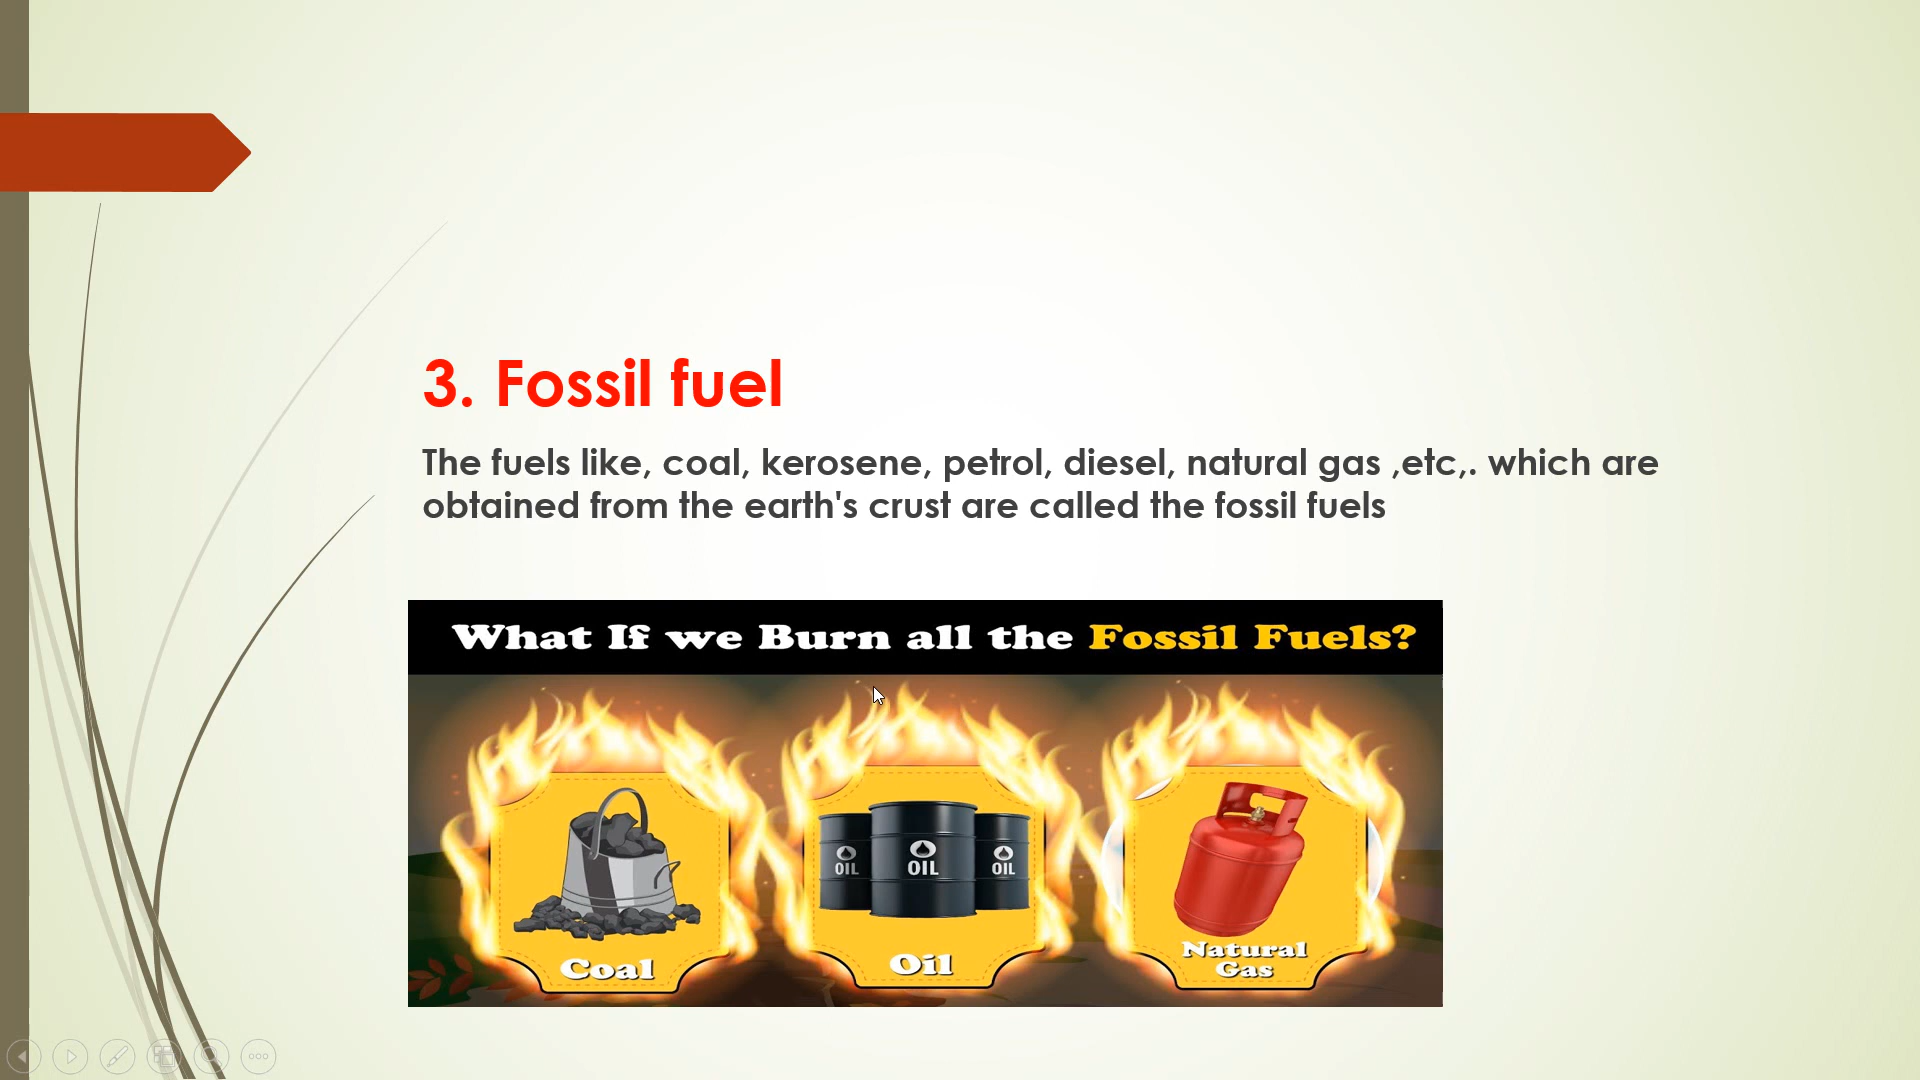 3. Fossil fuel
The fuels like, coal, kerosene, petrol, diesel, natural gas ,etc,. which are
obtained from the earth's crust are called the fossil fuels
What If we Burn all the Fossil Fuels?
OIL
OIL
OIL
Coal
Oil
Natural
Gas